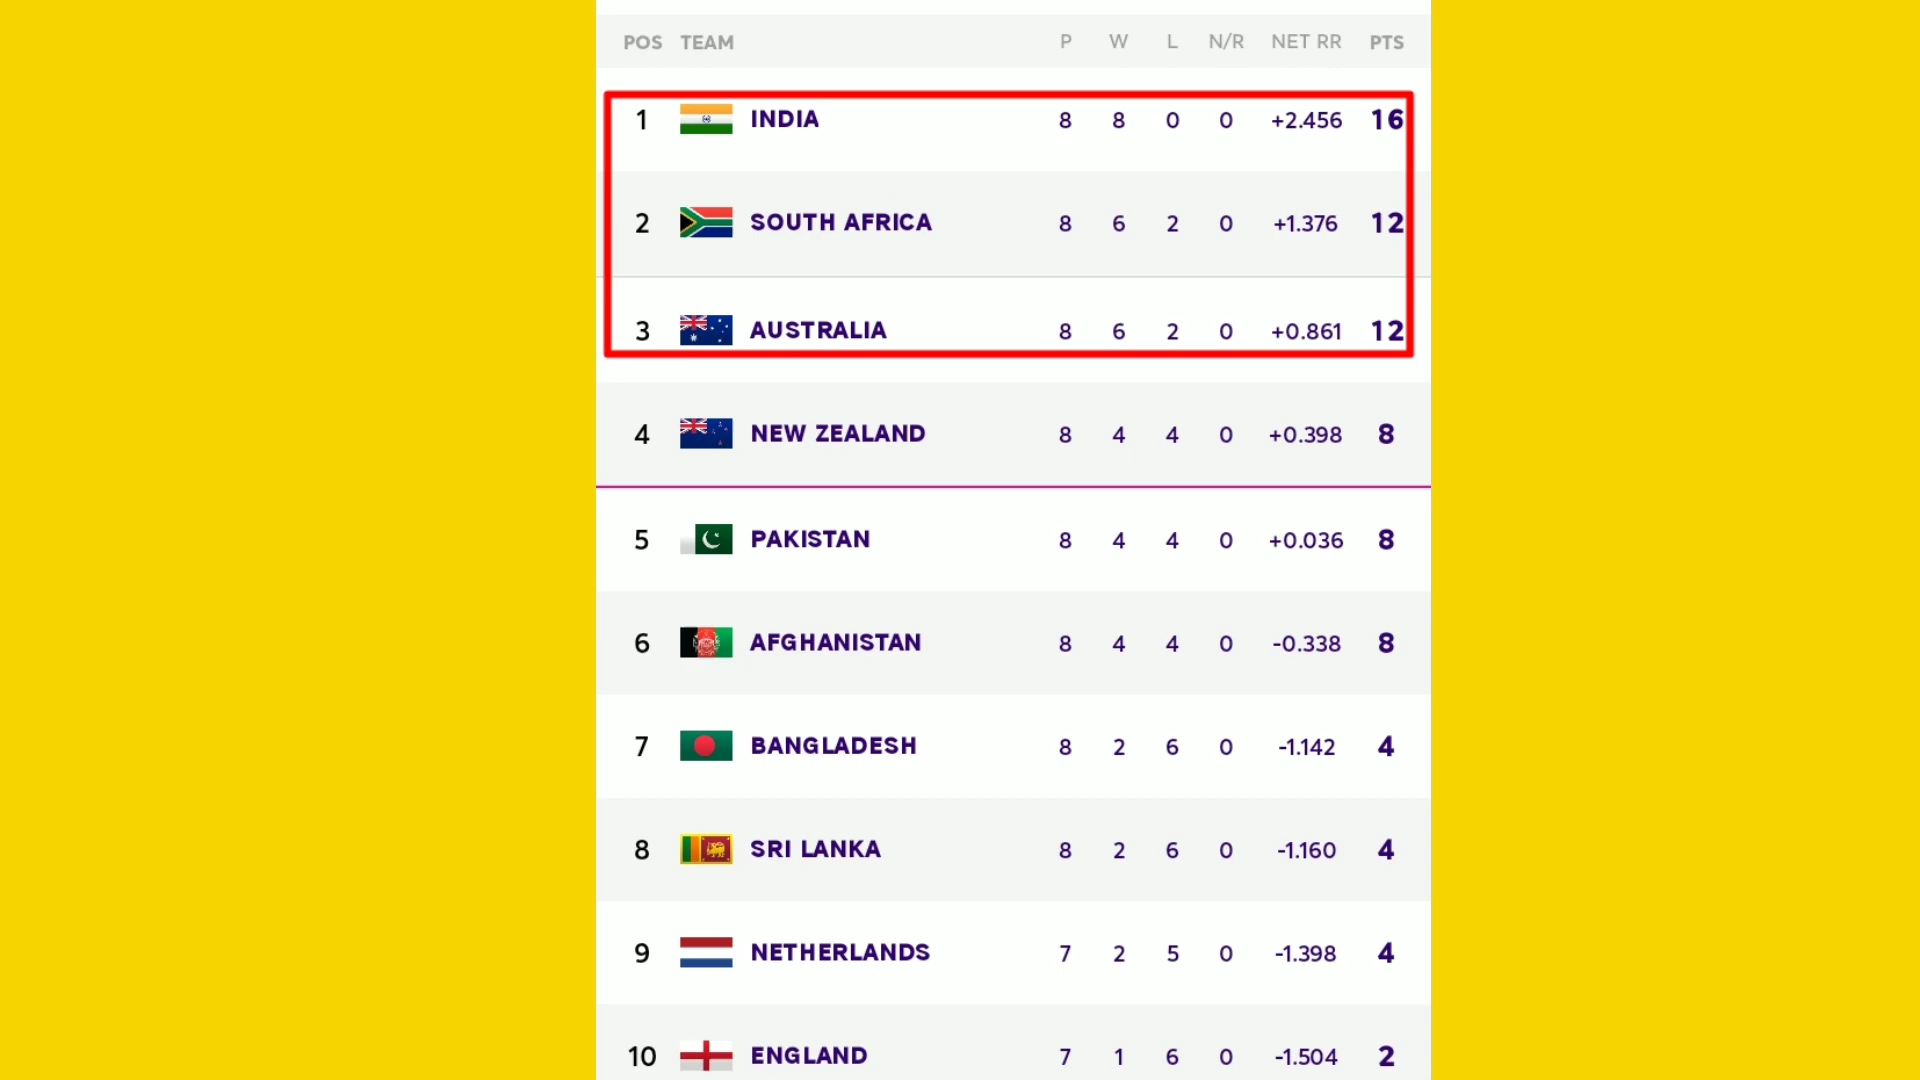 POS TEAM P W L N/R NET RR PTS
1 INDIA 8 8 0 0 +2.456 16
2 SOUTH AFRICA 8 6 2 0 +1.376 12
3 AUSTRALIA 8 6 2 0 +0.861 12
4 NEW ZEALAND 8 4 4 0 +0.398 8
5 PAKISTAN 8 4 4 0 +0.036 8
6 AFGHANISTAN 8 4 4 0 -0.338 8
7 BANGLADESH 8 2 6 0 -1.142 4
8 SRI LANKA 8 2 6 0 -1.160 4
9 NETHERLANDS 7 2 5 0 -1.398 4
10 ENGLAND 7 1 6 0 -1.504 2